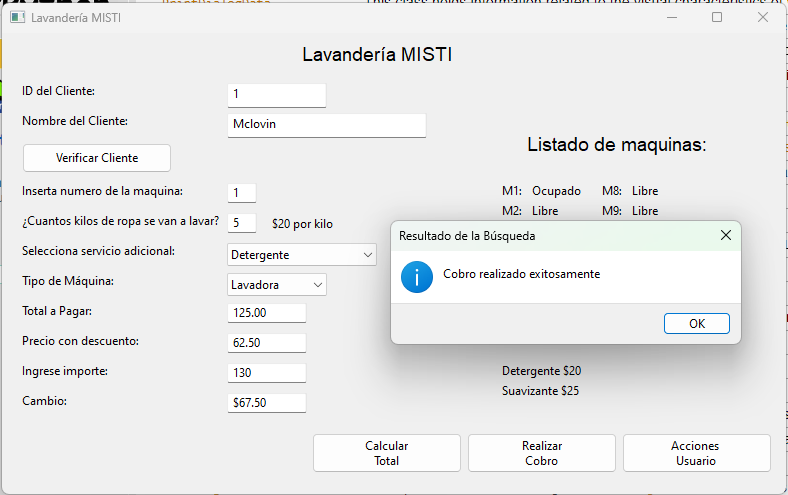 Lavandería MISTI
Lavandería MISTI
ID del Cliente: 1
Nombre del Cliente: Mclovin
Verificar Cliente
Listado de maquinas:
Inserta numero de la maquina: 1
M1: Ocupado M8: Libre
¿Cuantos kilos de ropa se van a lavar? 5 $20 por kilo
M2: Libre M9: Libre
Selecciona servicio adicional: Detergente
Tipo de Máquina: Lavadora
Total a Pagar: 125.00
Precio con descuento: 62.50
Ingrese importe: 130
Cambio: $67.50
Resultado de la Búsqueda
Cobro realizado exitosamente
OK
Detergente $20
Suavizante $25
Calcular
Total
Realizar
Cobro
Acciones
Usuario